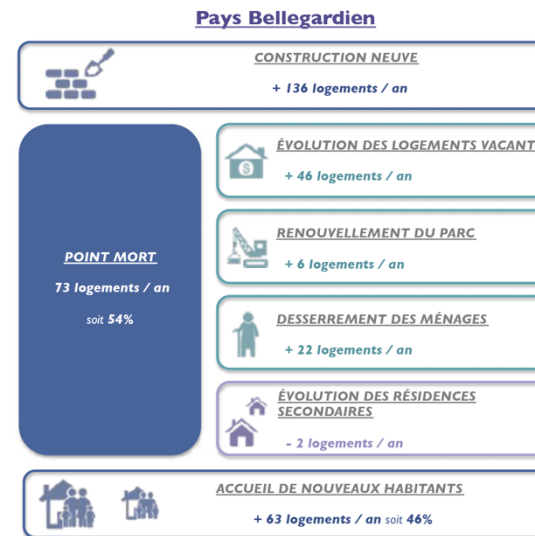 Pays Bellegardien
CONSTRUCTION NEUVE
+ 136 logements / an
POINT MORT
73 logements / an
soit 54%
ÉVOLUTION DES LOGEMENTS VACANT
+ 46 logements / an
RENOUVELLEMENT DU PARC
+ 6 logements / an
DESSERREMENT DES MÉNAGES
+ 22 logements / an
ÉVOLUTION DES RÉSIDENCES
SECONDAIRES
- 2 logements / an
ACCUEIL DE NOUVEAUX HABITANTS
+ 63 logements / an soit 46%